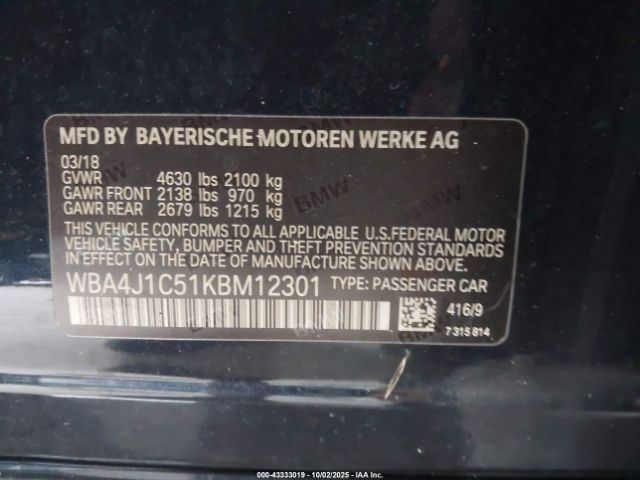 MFD BY BAYERISCHE MOTOREN WERKE AG
03/18
GVWR 4630 lbs 2100 kg
GAWR FRONT 2138 lbs 970 kg
GAWR REAR 2679 lbs 1215 kg
THIS VEHICLE CONFORMS TO ALL APPLICABLE U.S.FEDERAL MOTOR
VEHICLE SAFETY, BUMPER AND THEFT PREVENTION STANDARDS
IN EFFECT ON THE DATE OF MANUFACTURE SHOWN ABOVE.
WBA4J1C51KBM12301 TYPE: PASSENGER CAR
416/9
7315814
BMW
000-43333019 - 10/02/2025 - IAA Inc.